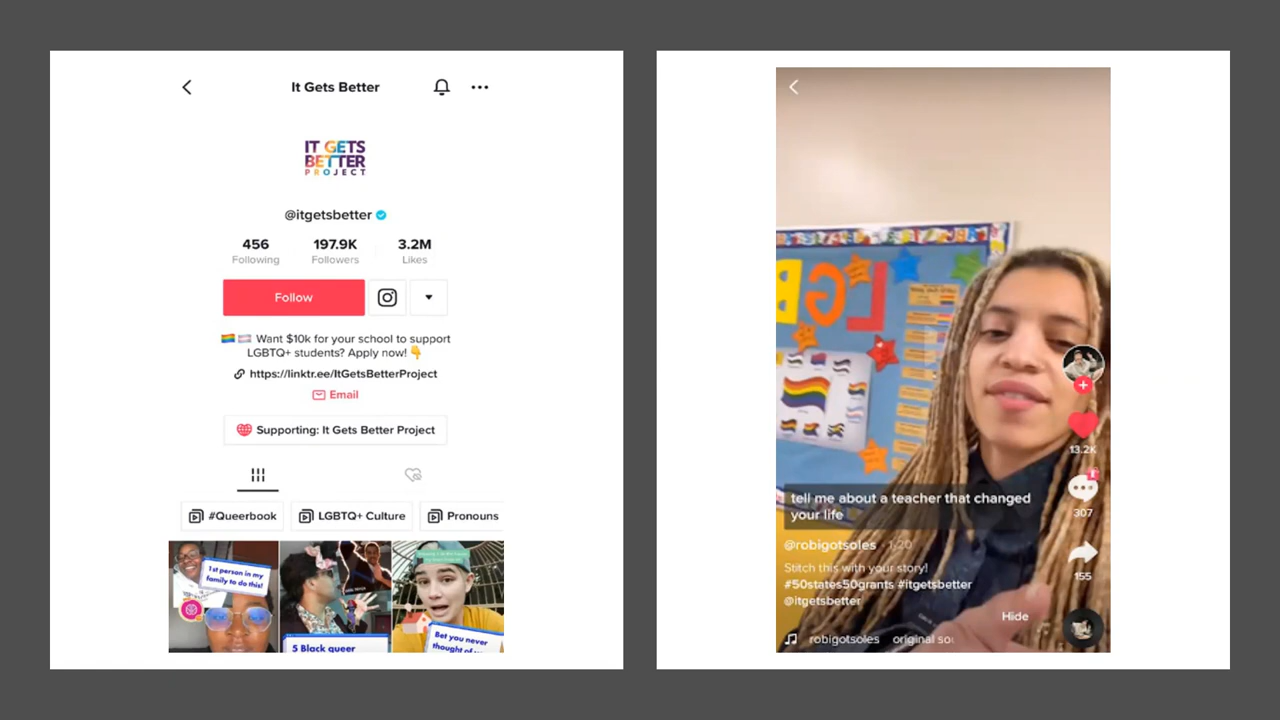 It Gets Better
IT GETS
BETTER
PROJECT
@itgetsbetter
456
197.9K
3.2M
Following
Followers
Likes
Follow
Want $10k for your school to support
LGBTQ+ students? Apply now!
https://linktr.ee/ItGetsBetterProject
Email
Supporting: It Gets Better Project
#Queerbook
LGBTQ+ Culture
Pronouns
1st person in my
family to do this!
5 Black queer
Bet you never
LGB
13.2K
tell me about a teacher that changed
your life
307
@robigotsoles · 1-20
Stitch this with your story!
#50states50grants #itgetsbetter
@itgetsbetter
155
Hide
robigotsoles original so